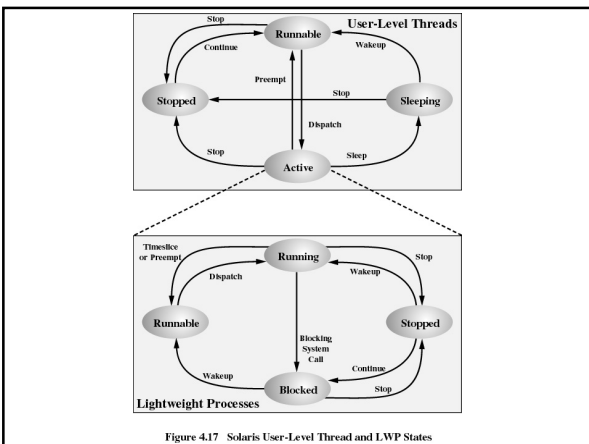 User-Level Threads
Stop
Runnable
Continue
Wakeup
Preempt
Stopped
Stop
Sleeping
Dispatch
Stop
Sleep
Active
Timeslice
or Preempt
Running
Stop
Wakeup
Dispatch
Runnable
Stopped
Blocking
System
Call
Continue
Wakeup
Blocked
Stop
Lightweight Processes
Figure 4.17 Solaris User-Level Thread and LWP States